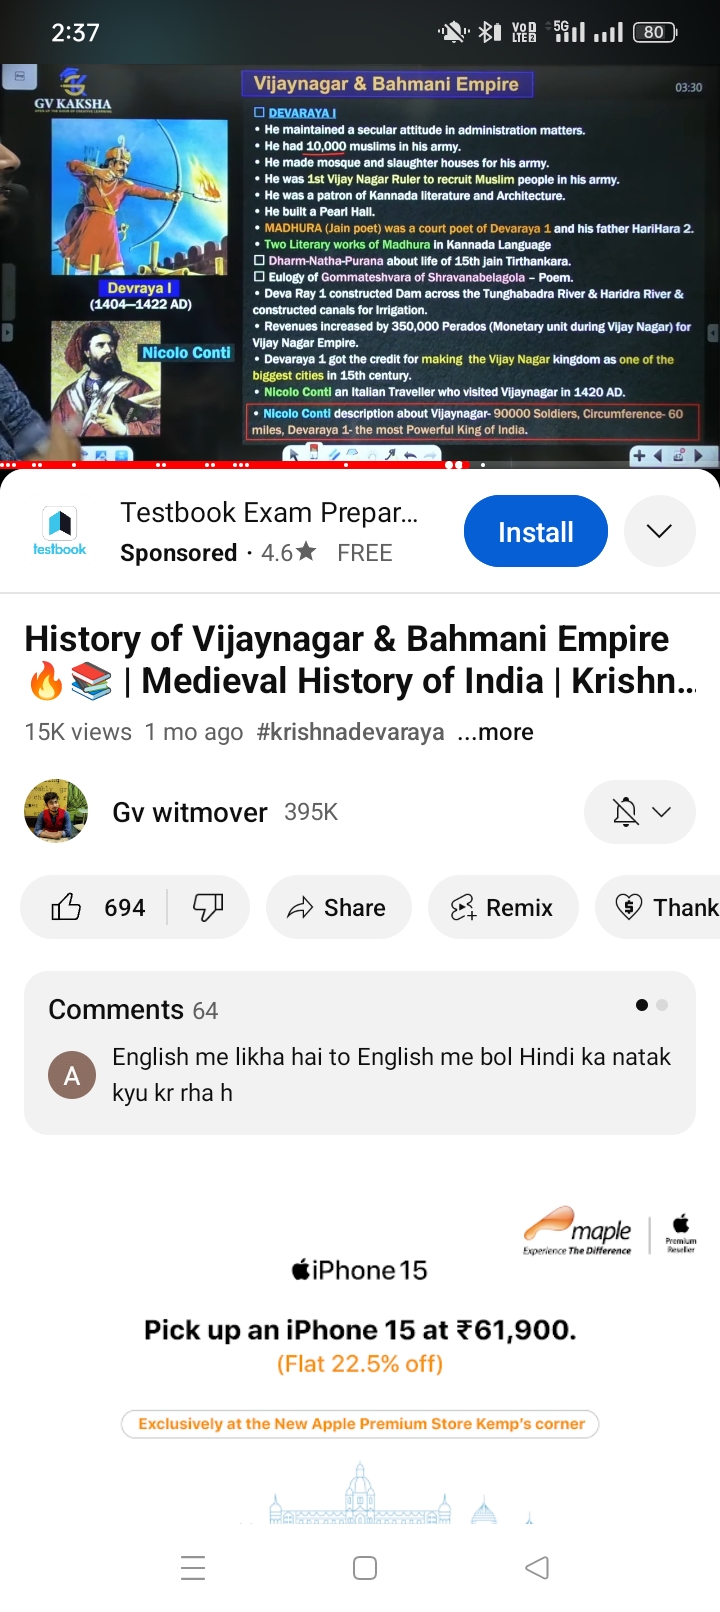 2:37
VoD LTE2
5G
80
GV KAKSHA
Vijaynagar & Bahmani Empire
03:30
DEVARAYA I
• He maintained a secular attitude in administration matters.
• He had 10,000 muslims in his army.
• He made mosque and slaughter houses for his army.
• He was 1st Vijay Nagar Ruler to recruit Muslim people in his army.
• He was a patron of Kannada literature and Architecture.
• He built a Pearl Hall.
• MADHURA (Jain poet) was a court poet of Devaraya 1 and his father HariHara 2.
• Two Literary works of Madhura in Kannada Language
Dharm-Natha-Purana about life of 15th jain Tirthankara.
Eulogy of Gommateshvara of Shravanabelagola – Poem.
• Deva Ray 1 constructed Dam across the Tunghabadra River & Haridra River &
constructed canals for Irrigation.
• Revenues increased by 350,000 Perados (Monetary unit during Vijay Nagar) for
Vijay Nagar Empire.
• Devaraya 1 got the credit for making the Vijay Nagar kingdom as one of the
biggest cities in 15th century.
• Nicolo Conti an Italian Traveller who visited Vijaynagar in 1420 AD.
• Nicolo Conti description about Vijaynagar- 90000 Soldiers, Circumference- 60
miles, Devaraya 1- the most Powerful King of India.
Devraya I
(1404–1422 AD)
Nicolo Conti
testbook
Testbook Exam Prepar...
Sponsored · 4.6★ FREE
Install
History of Vijaynagar & Bahmani Empire
🔥📚 | Medieval History of India | Krishn...
15K views 1 mo ago #krishnadevaraya ...more
Gv witmover 395K
694
Share
Remix
Thank
Comments 64
A
English me likha hai to English me bol Hindi ka natak
kyu kr rha h
maple
Experience The Difference
Premium
Reseller
iPhone 15
Pick up an iPhone 15 at ₹61,900.
(Flat 22.5% off)
Exclusively at the New Apple Premium Store Kemp's corner